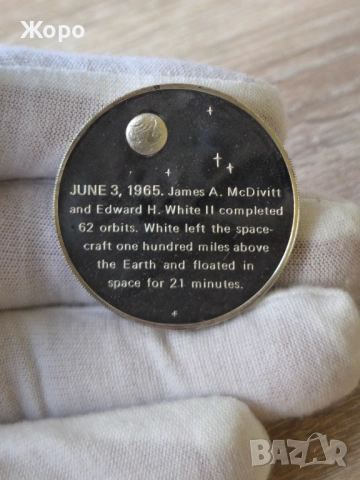 Жоро
JUNE 3, 1965. James A. McDivitt
and Edward H. White II completed
62 orbits. White left the space-
craft one hundred miles above
the Earth and floated in
space for 21 minutes.
BAZAR